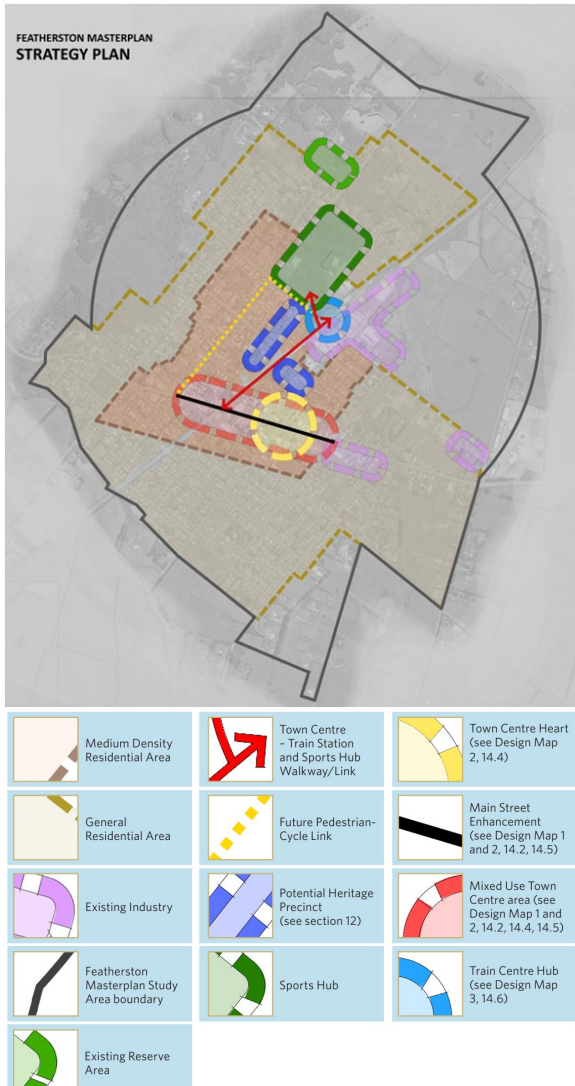 FEATHERSTON MASTERPLAN
STRATEGY PLAN
Medium Density
Residential Area
General
Residential Area
Existing Industry
Featherston
Masterplan Study
Area boundary
Existing Reserve
Area
Town Centre
– Train Station
and Sports Hub
Walkway/Link
Future Pedestrian-
Cycle Link
Potential Heritage
Precinct
(see section 12)
Sports Hub
Town Centre Heart
(see Design Map
2, 14.4)
Main Street
Enhancement
(see Design Map 1
and 2, 14.2, 14.5)
Mixed Use Town
Centre area (see
Design Map 1 and
2, 14.2, 14.4, 14.5)
Train Centre Hub
(see Design Map
3, 14.6)